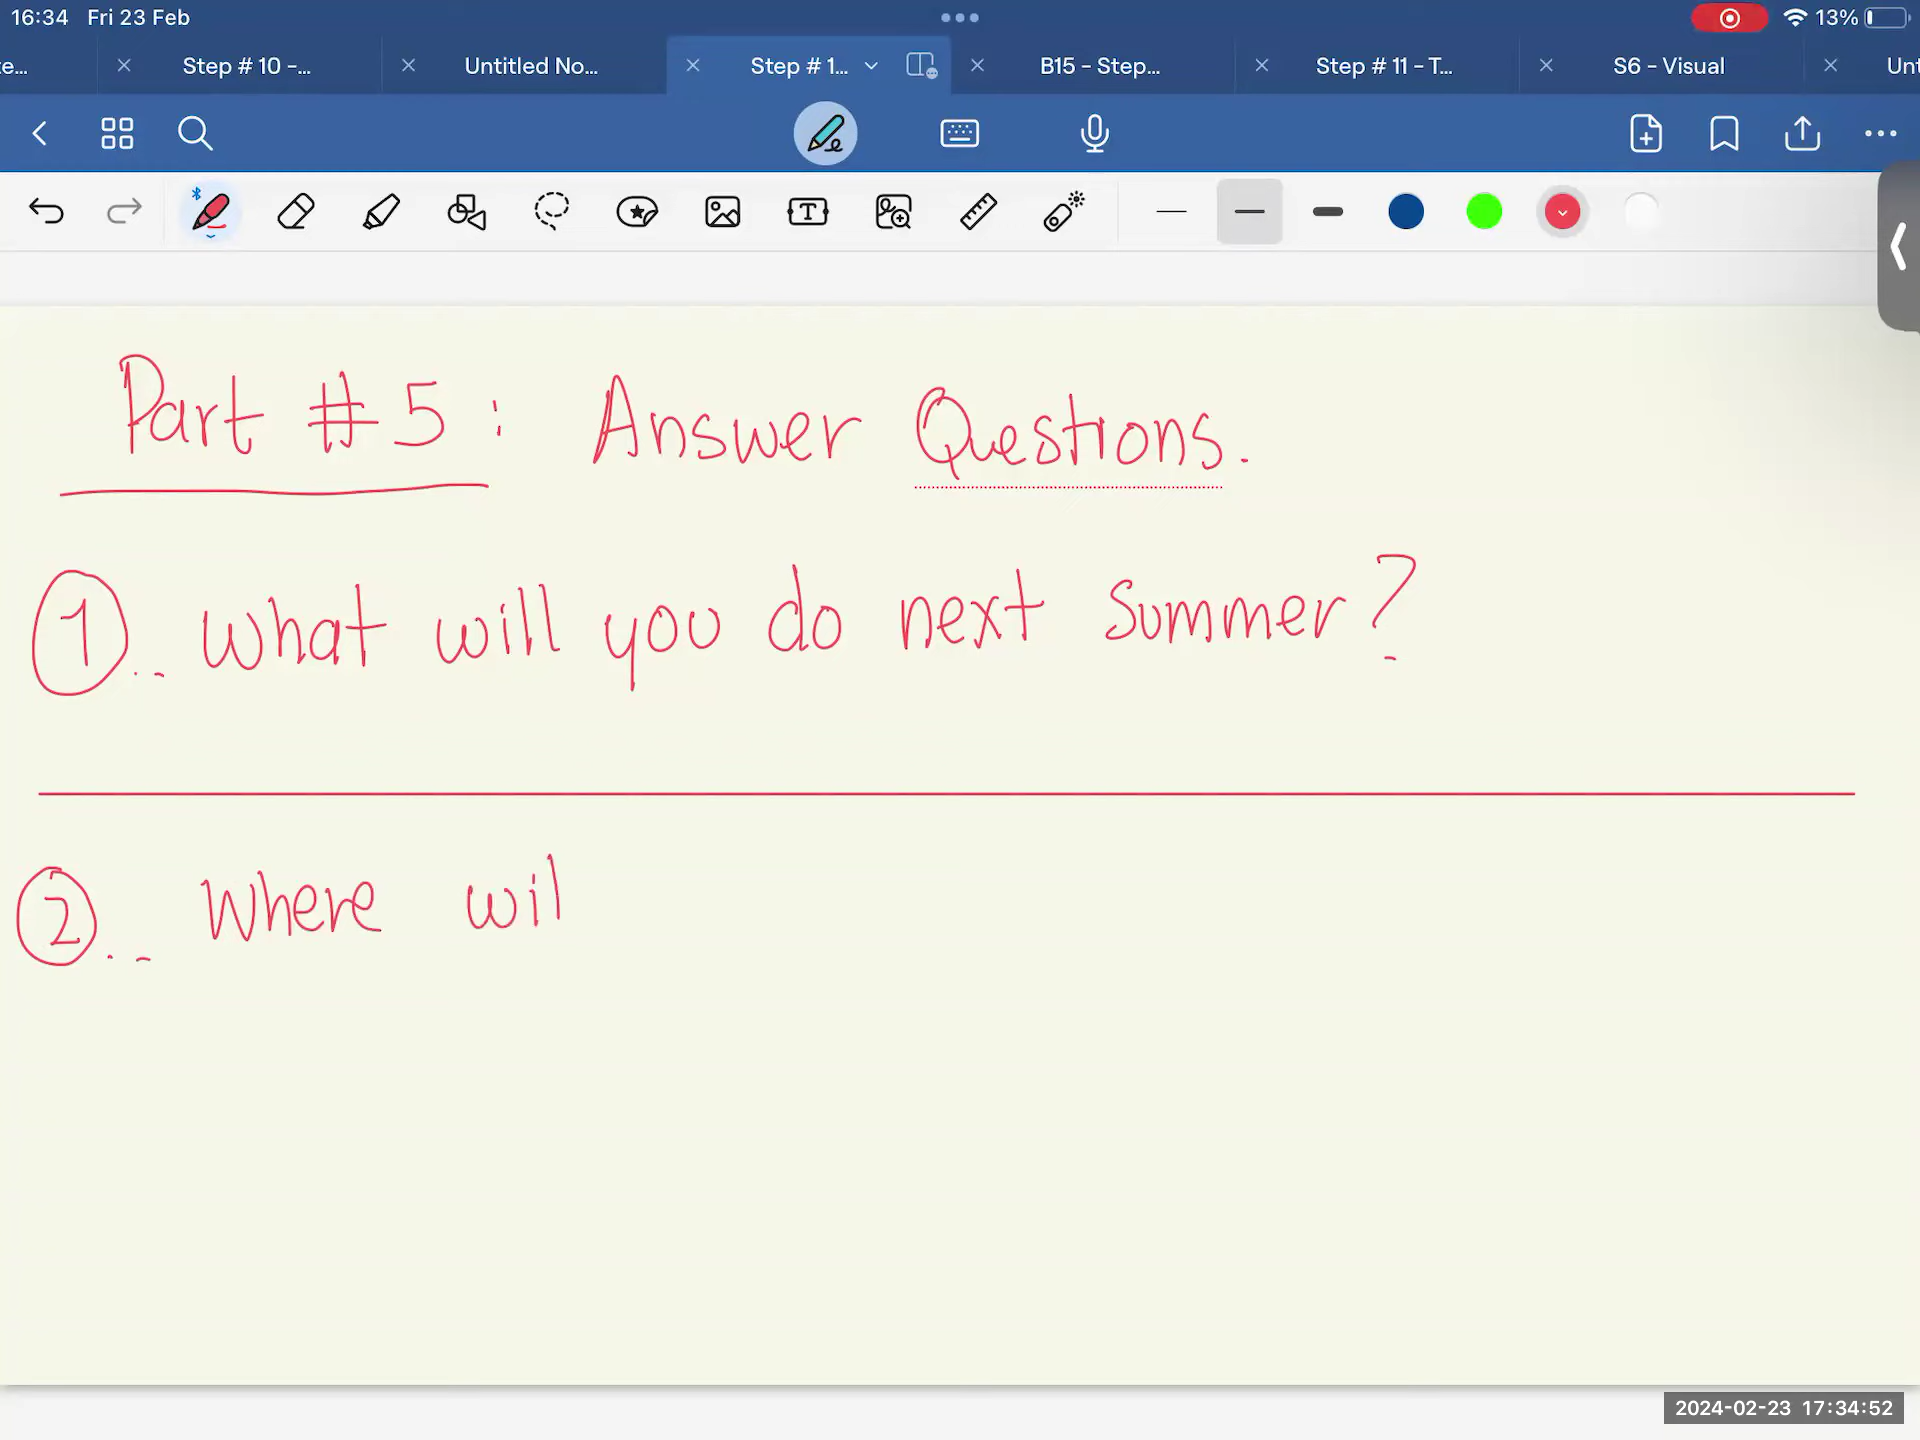 16:34 Fri 23 Feb 13%
e... Step # 10 -... Untitled No... Step # 1... B15 - Step... Step # 11 - T... S6 - Visual Unt
Part # 5 : Answer Questions.
1.. What will you do next summer?
2.. Where wil
2024-02-23 17:34:52